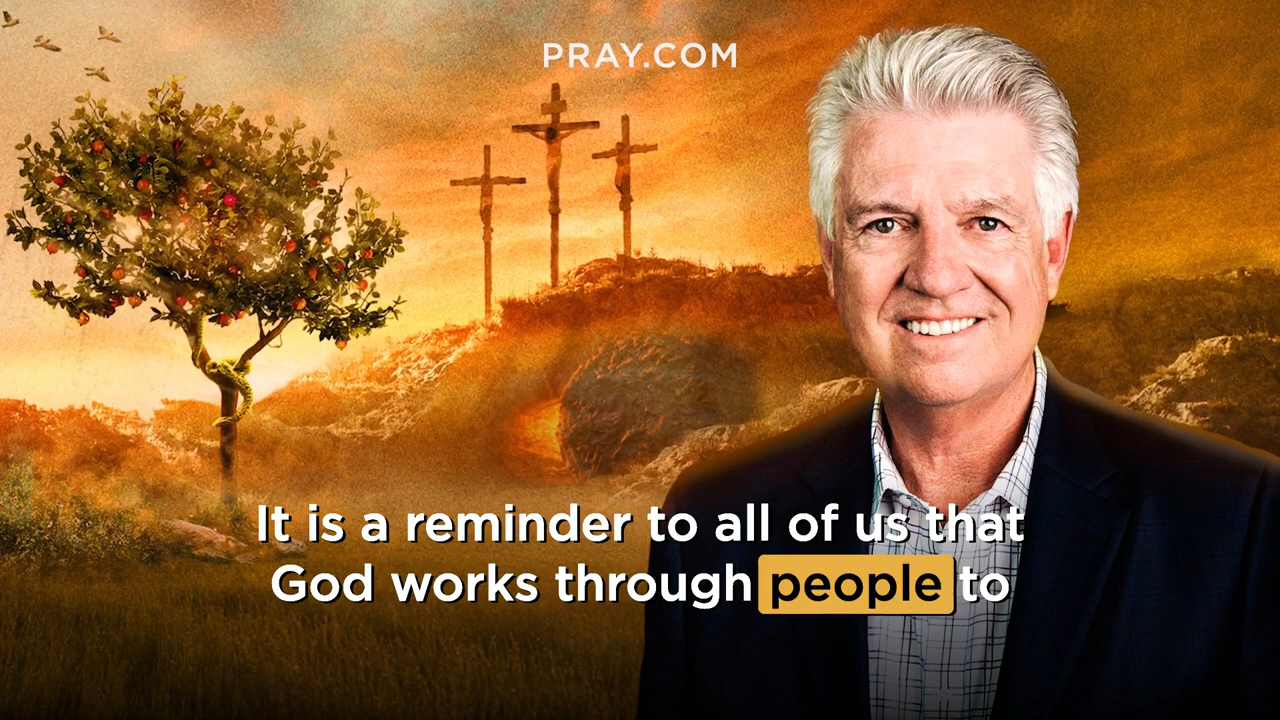 PRAY.COM
It is a reminder to all of us that
God works through people to